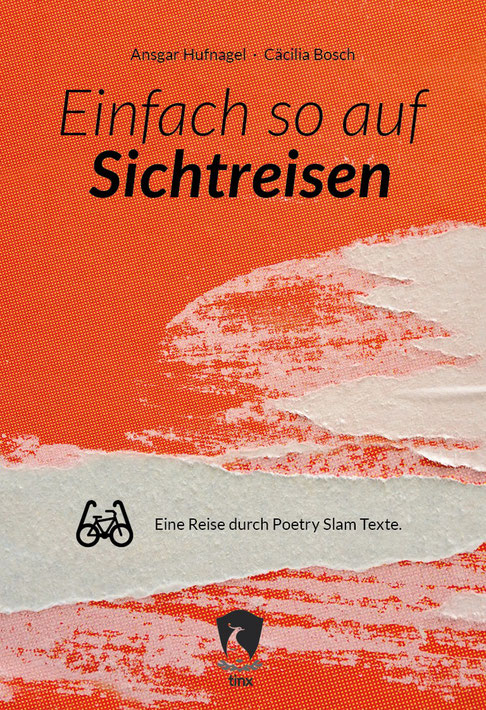 Ansgar Hufnagel · Cäcilia Bosch
Einfach so auf
Sichtreisen
Eine Reise durch Poetry Slam Texte.
tinx